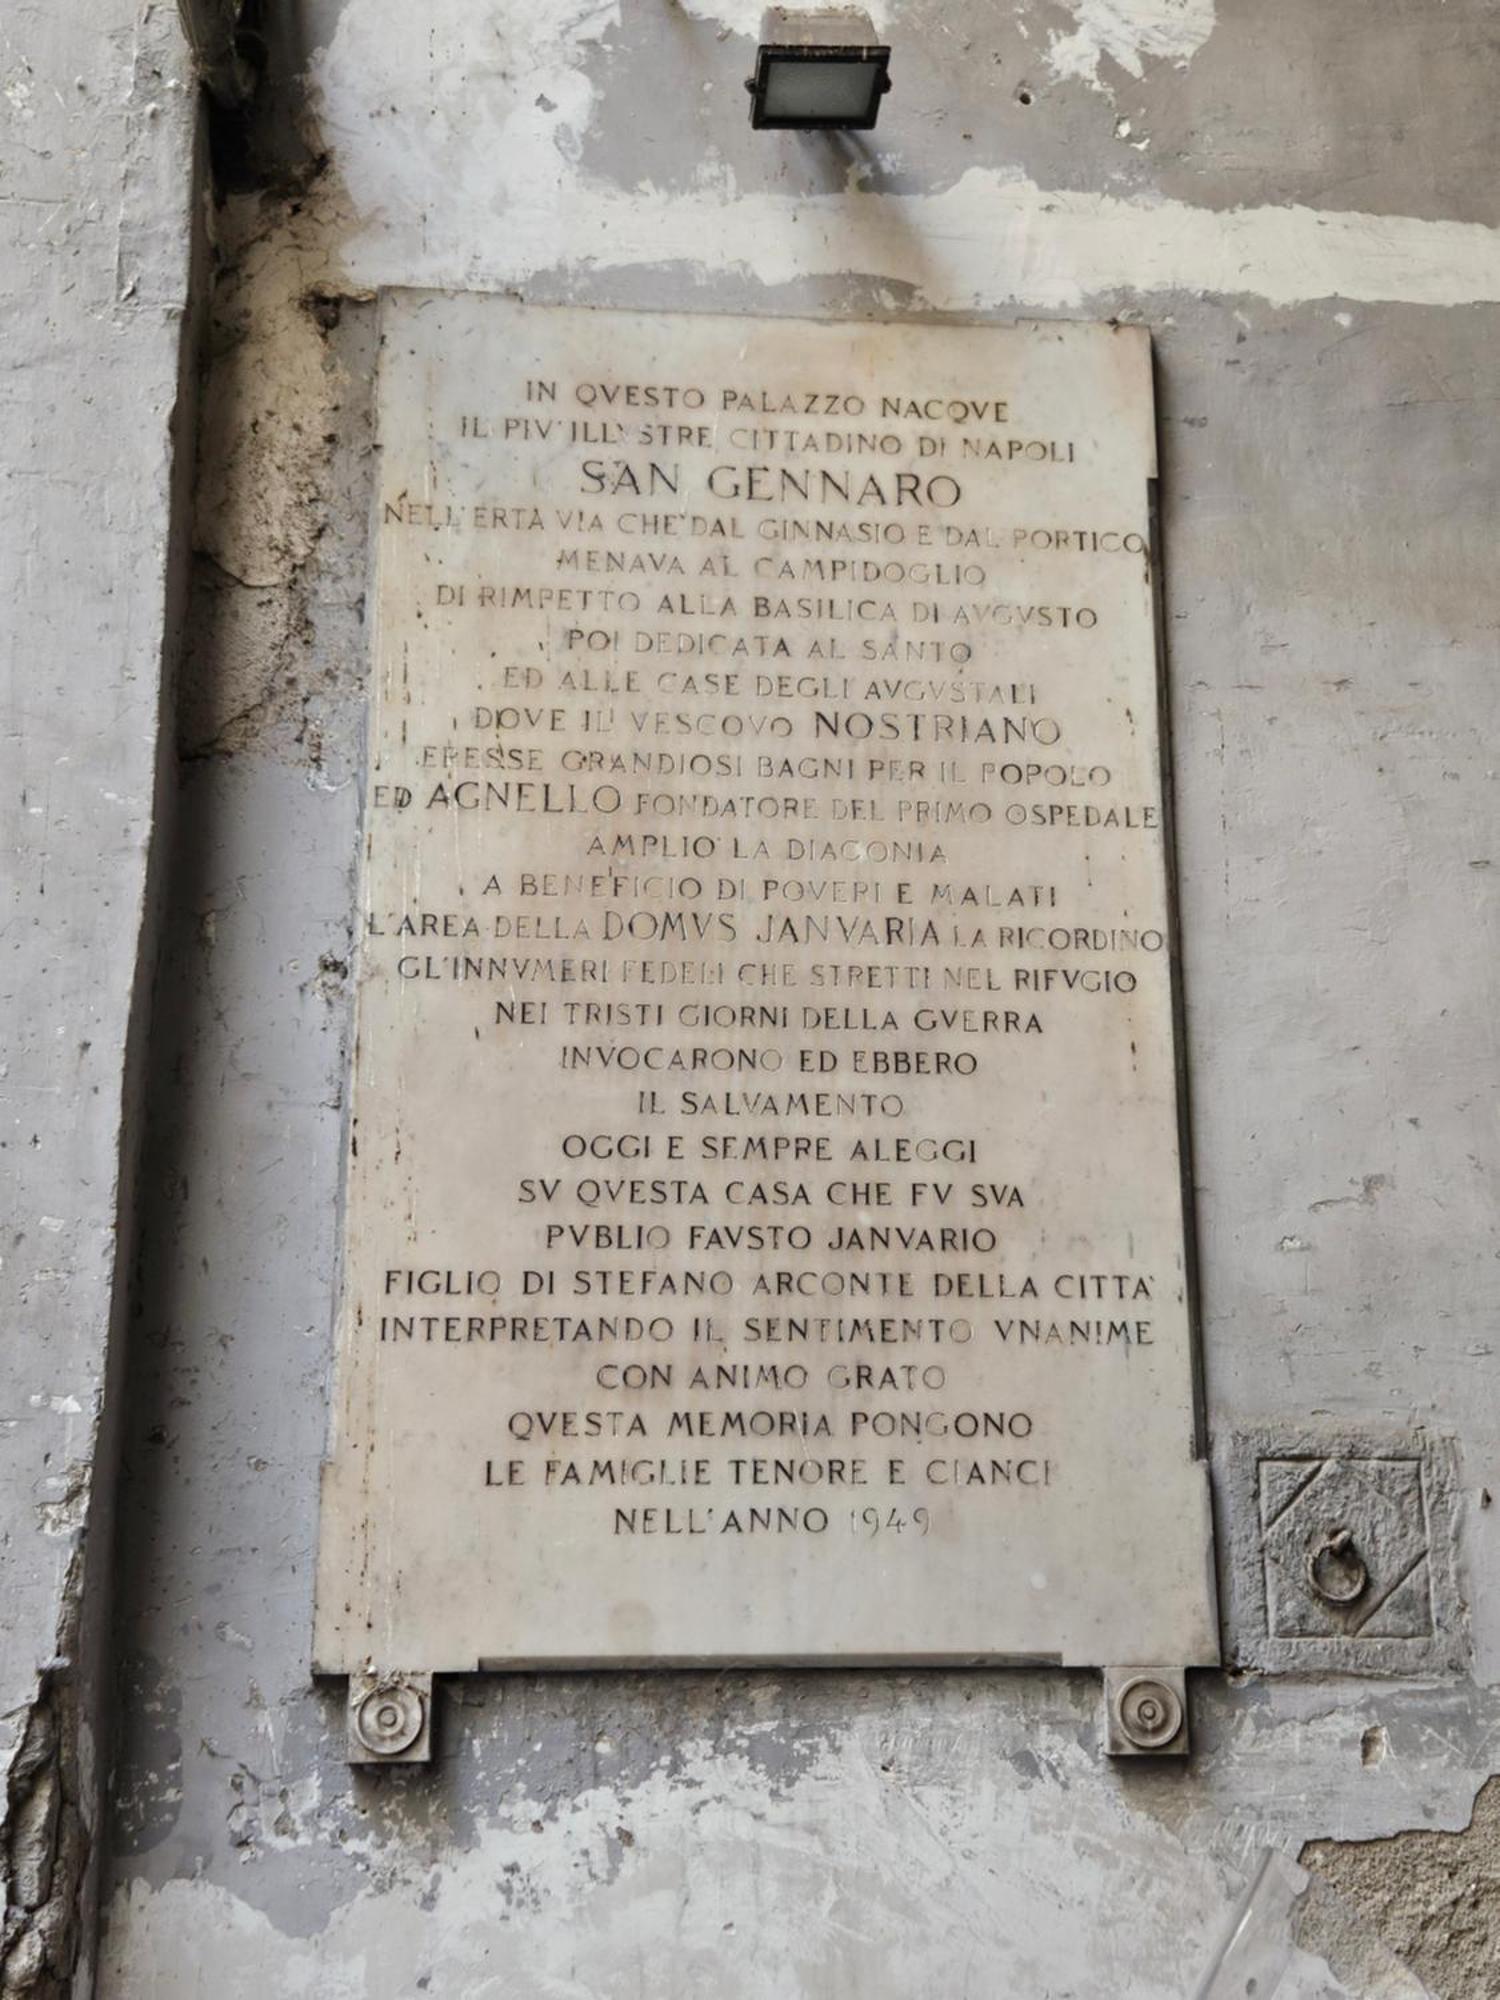 IN QVESTO PALAZZO NACQVE
IL PIV' ILLVSTRE CITTADINO DI NAPOLI
SAN GENNARO
NELL'ERTA VIA CHE DAL GINNASIO E DAL PORTICO
MENAVA AL CAMPIDOGLIO
DI RIMPETTO ALLA BASILICA DI AVGVSTO
POI DEDICATA AL SANTO
ED ALLE CASE DEGLI AVGVSTALI
DOVE IL VESCOVO NOSTRIANO
ERESSE GRANDIOSI BAGNI PER IL POPOLO
ED AGNELLO FONDATORE DEL PRIMO OSPEDALE
AMPLIO' LA DIACONIA
A BENEFICIO DI POVERI E MALATI
L'AREA DELLA DOMVS JANVARIA LA RICORDINO
GL'INNVMERI FEDELI CHE STRETTI NEL RIFVGIO
NEI TRISTI GIORNI DELLA GVERRA
INVOCARONO ED EBBERO
IL SALVAMENTO
OGGI E SEMPRE ALEGGI
SV QVESTA CASA CHE FV SVA
PVBLIO FAVSTO JANVARIO
FIGLIO DI STEFANO ARCONTE DELLA CITTA'
INTERPRETANDO IL SENTIMENTO VNANIME
CON ANIMO GRATO
QVESTA MEMORIA PONGONO
LE FAMIGLIE TENORE E CIANCI
NELL'ANNO 1949